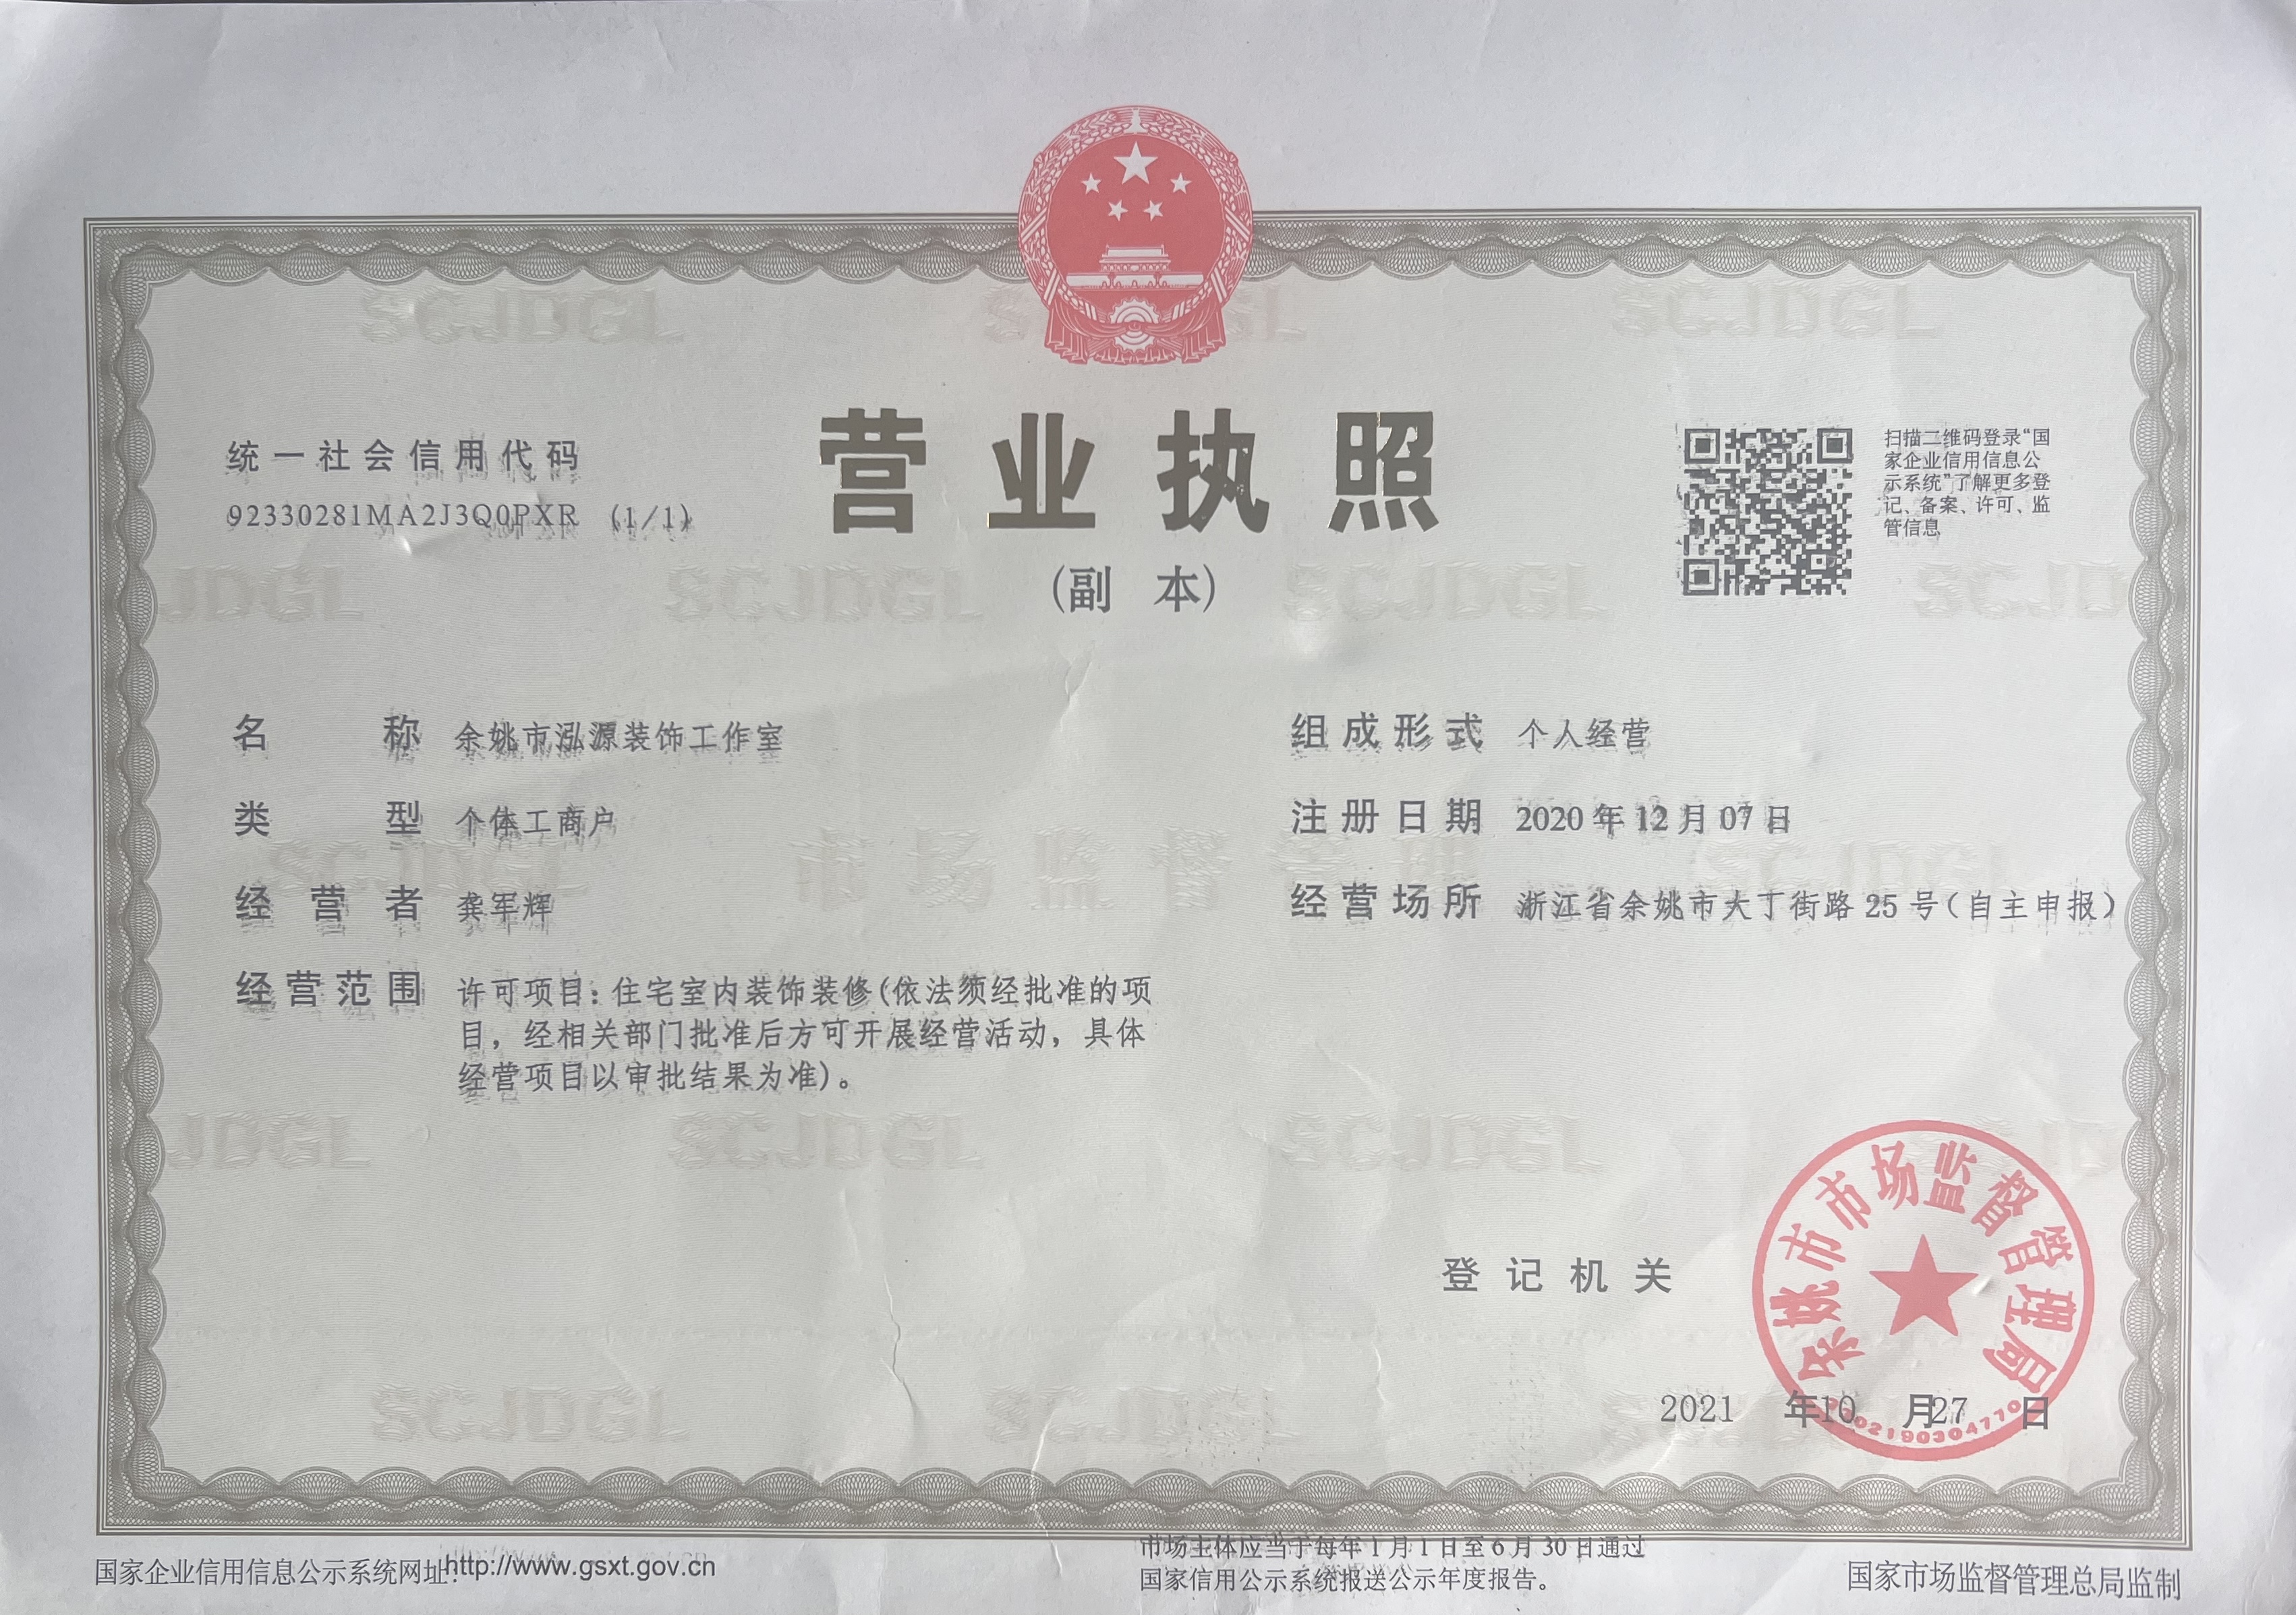 统一社会信用代码
92330281MA2J3Q0PXR (1/1)
营业执照
(副 本)
扫描二维码登录“国
家企业信用信息公
示系统”了解更多登
记、备案、许可、监
管信息
名 称 余姚市泓源装饰工作室
类 型 个体工商户
经 营 者 龚军辉
经营范围 许可项目：住宅室内装饰装修(依法须经批准的项
目，经相关部门批准后方可开展经营活动，具体
经营项目以审批结果为准)。
组成形式 个人经营
注册日期 2020年12月07日
经营场所 浙江省余姚市大丁街路25号（自主申报）
登记机关
余姚市市场监督管理局
2021 年10 月27 日
国家企业信用信息公示系统网址：http://www.gsxt.gov.cn
市场主体应当于每年1月1日至6月30日通过
国家信用公示系统报送公示年度报告。
国家市场监督管理总局监制